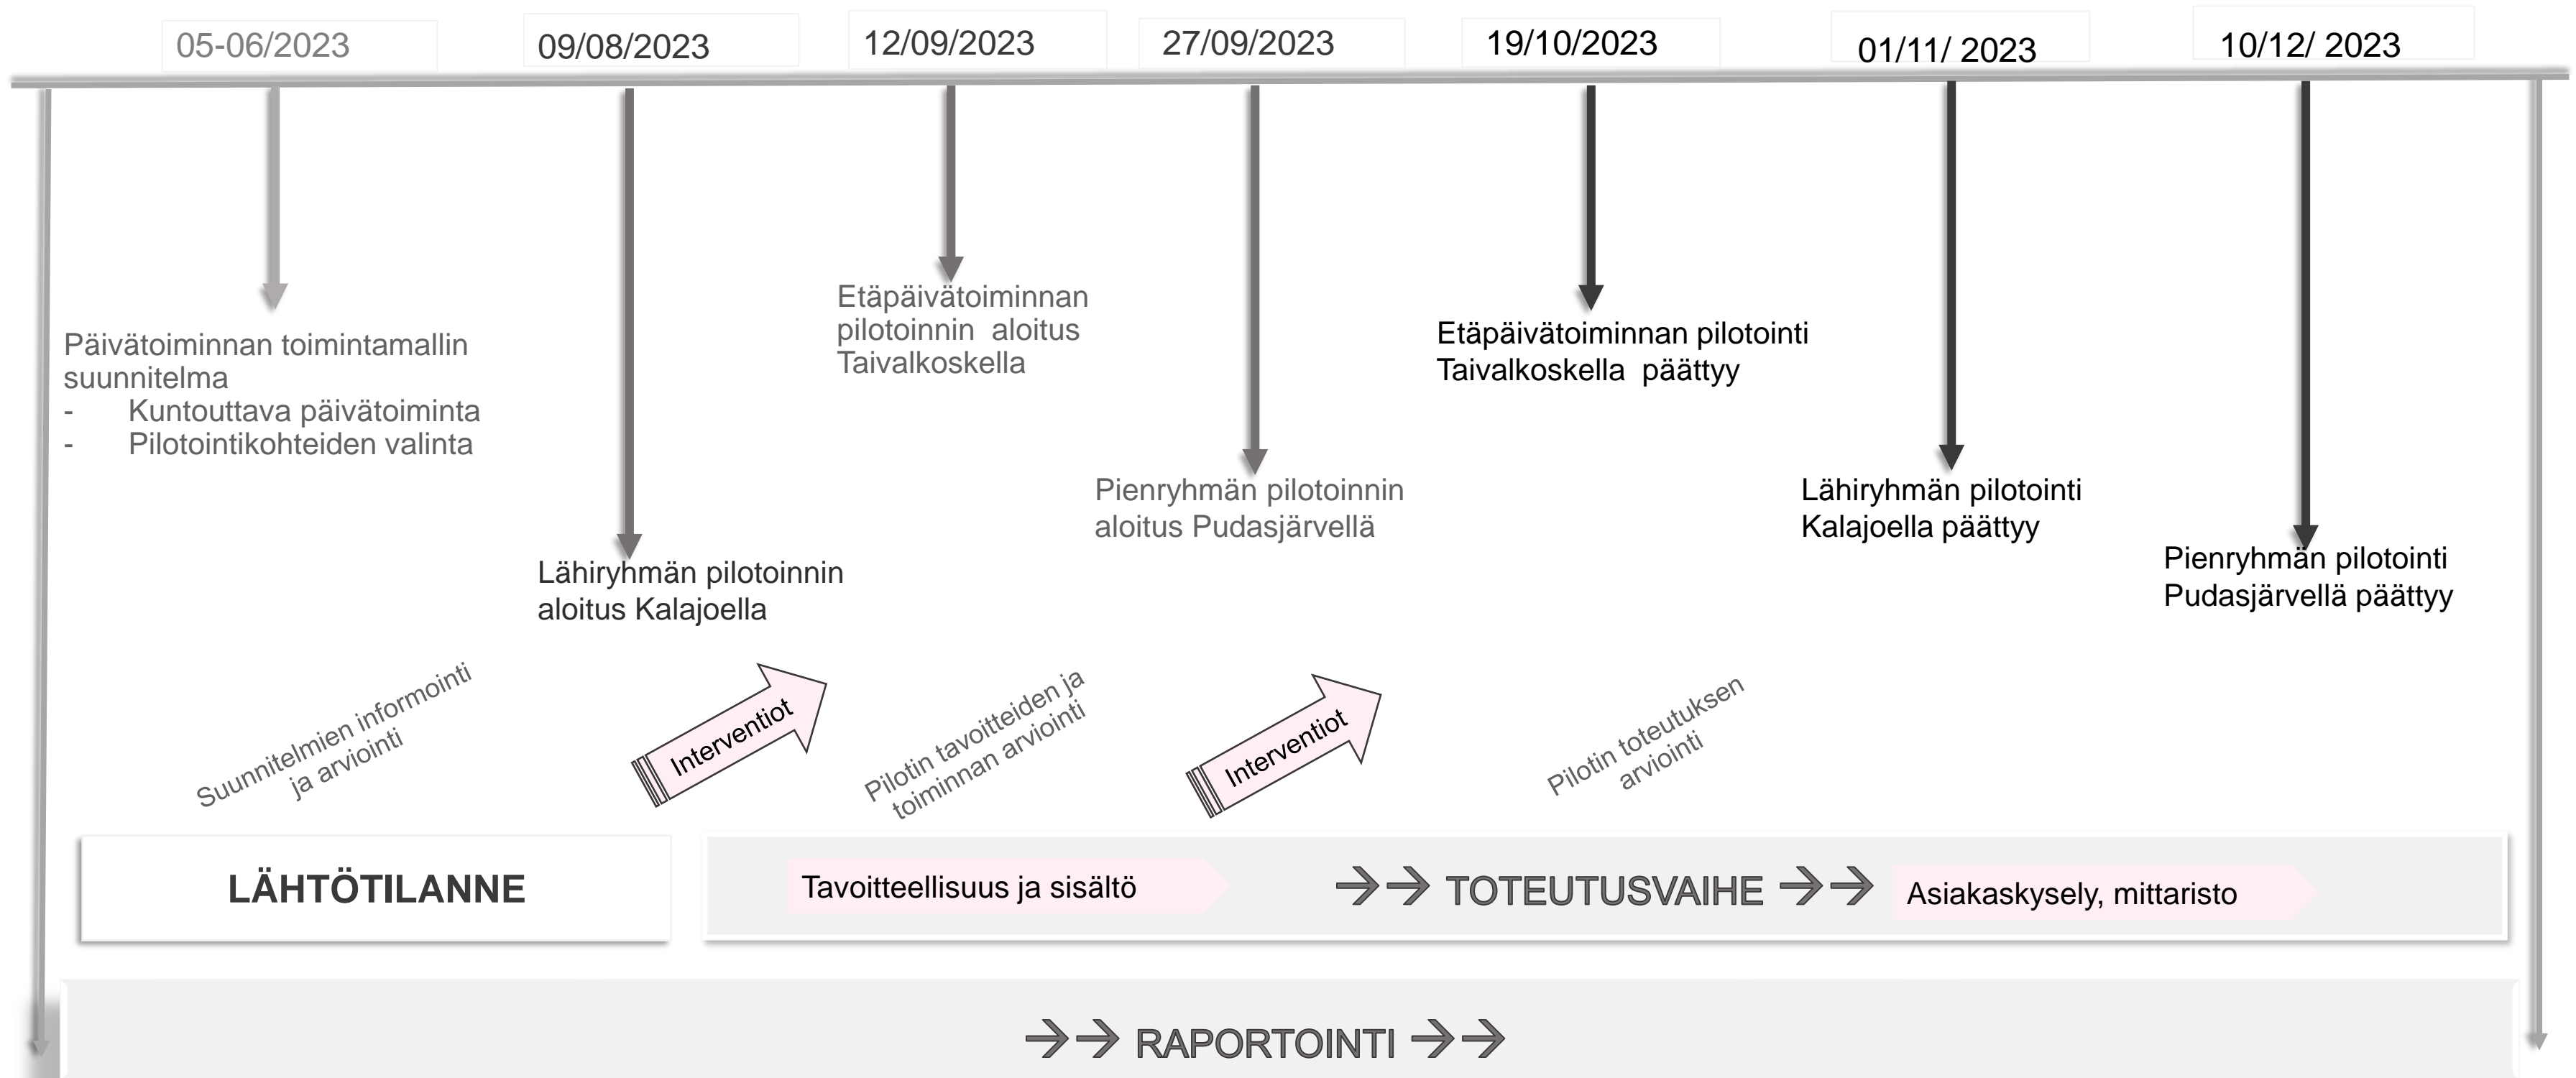 05-06/2023
09/08/2023
12/09/2023
27/09/2023
19/10/2023
01/11/ 2023
10/12/ 2023
Päivätoiminnan toimintamallin
suunnitelma
- Kuntouttava päivätoiminta
- Pilotointikohteiden valinta
Lähiryhmän pilotoinnin
aloitus Kalajoella
Etäpäivätoiminnan
pilotoinnin aloitus
Taivalkoskella
Pienryhmän pilotoinnin
aloitus Pudasjärvellä
Etäpäivätoiminnan pilotointi
Taivalkoskella päättyy
Lähiryhmän pilotointi
Kalajoella päättyy
Pienryhmän pilotointi
Pudasjärvellä päättyy
Suunnitelmien informointi
ja arviointi
Interventiot
Pilotin tavoitteiden ja
toiminnan arviointi
Interventiot
Pilotin toteutuksen
arviointi
LÄHTÖTILANNE
Tavoitteellisuus ja sisältö
→→ TOTEUTUSVAIHE →→
Asiakaskysely, mittaristo
→→ RAPORTOINTI →→